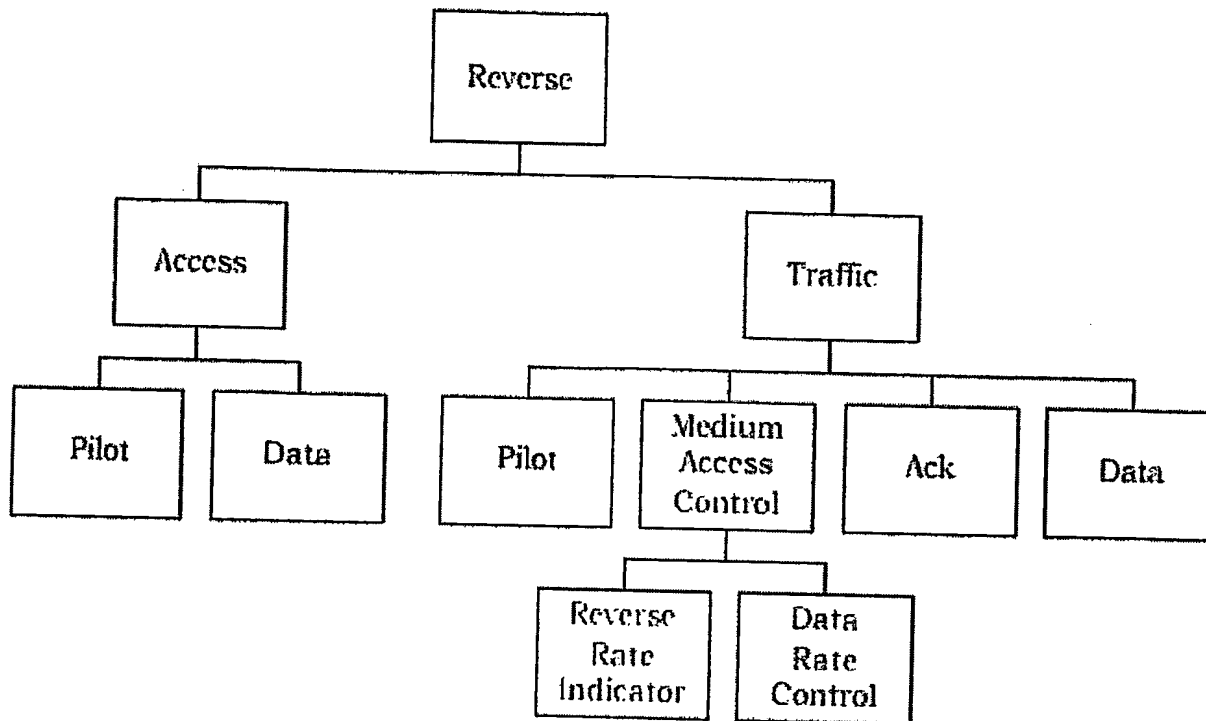 Reverse
Access
Traffic
Pilot
Data
Pilot
Medium
Access
Control
Ack
Data
Reverse
Rate
Indicator
Data
Rate
Control